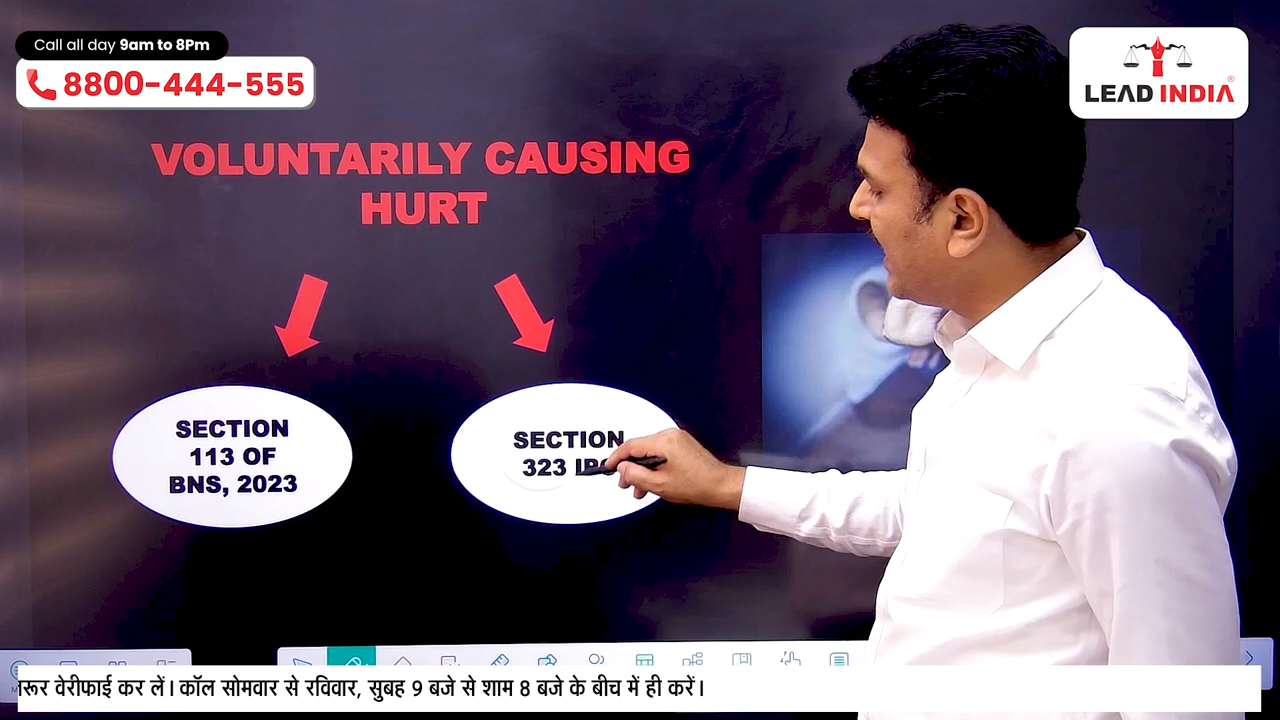 Call all day 9am to 8Pm
8800-444-555
LEAD INDIA®
VOLUNTARILY CAUSING
HURT
SECTION
113 OF
BNS, 2023
SECTION
323
वेरीफाई कर लें। कॉल सोमवार से रविवार, सुबह 9 बजे से शाम 8 बजे के बीच में ही करें।